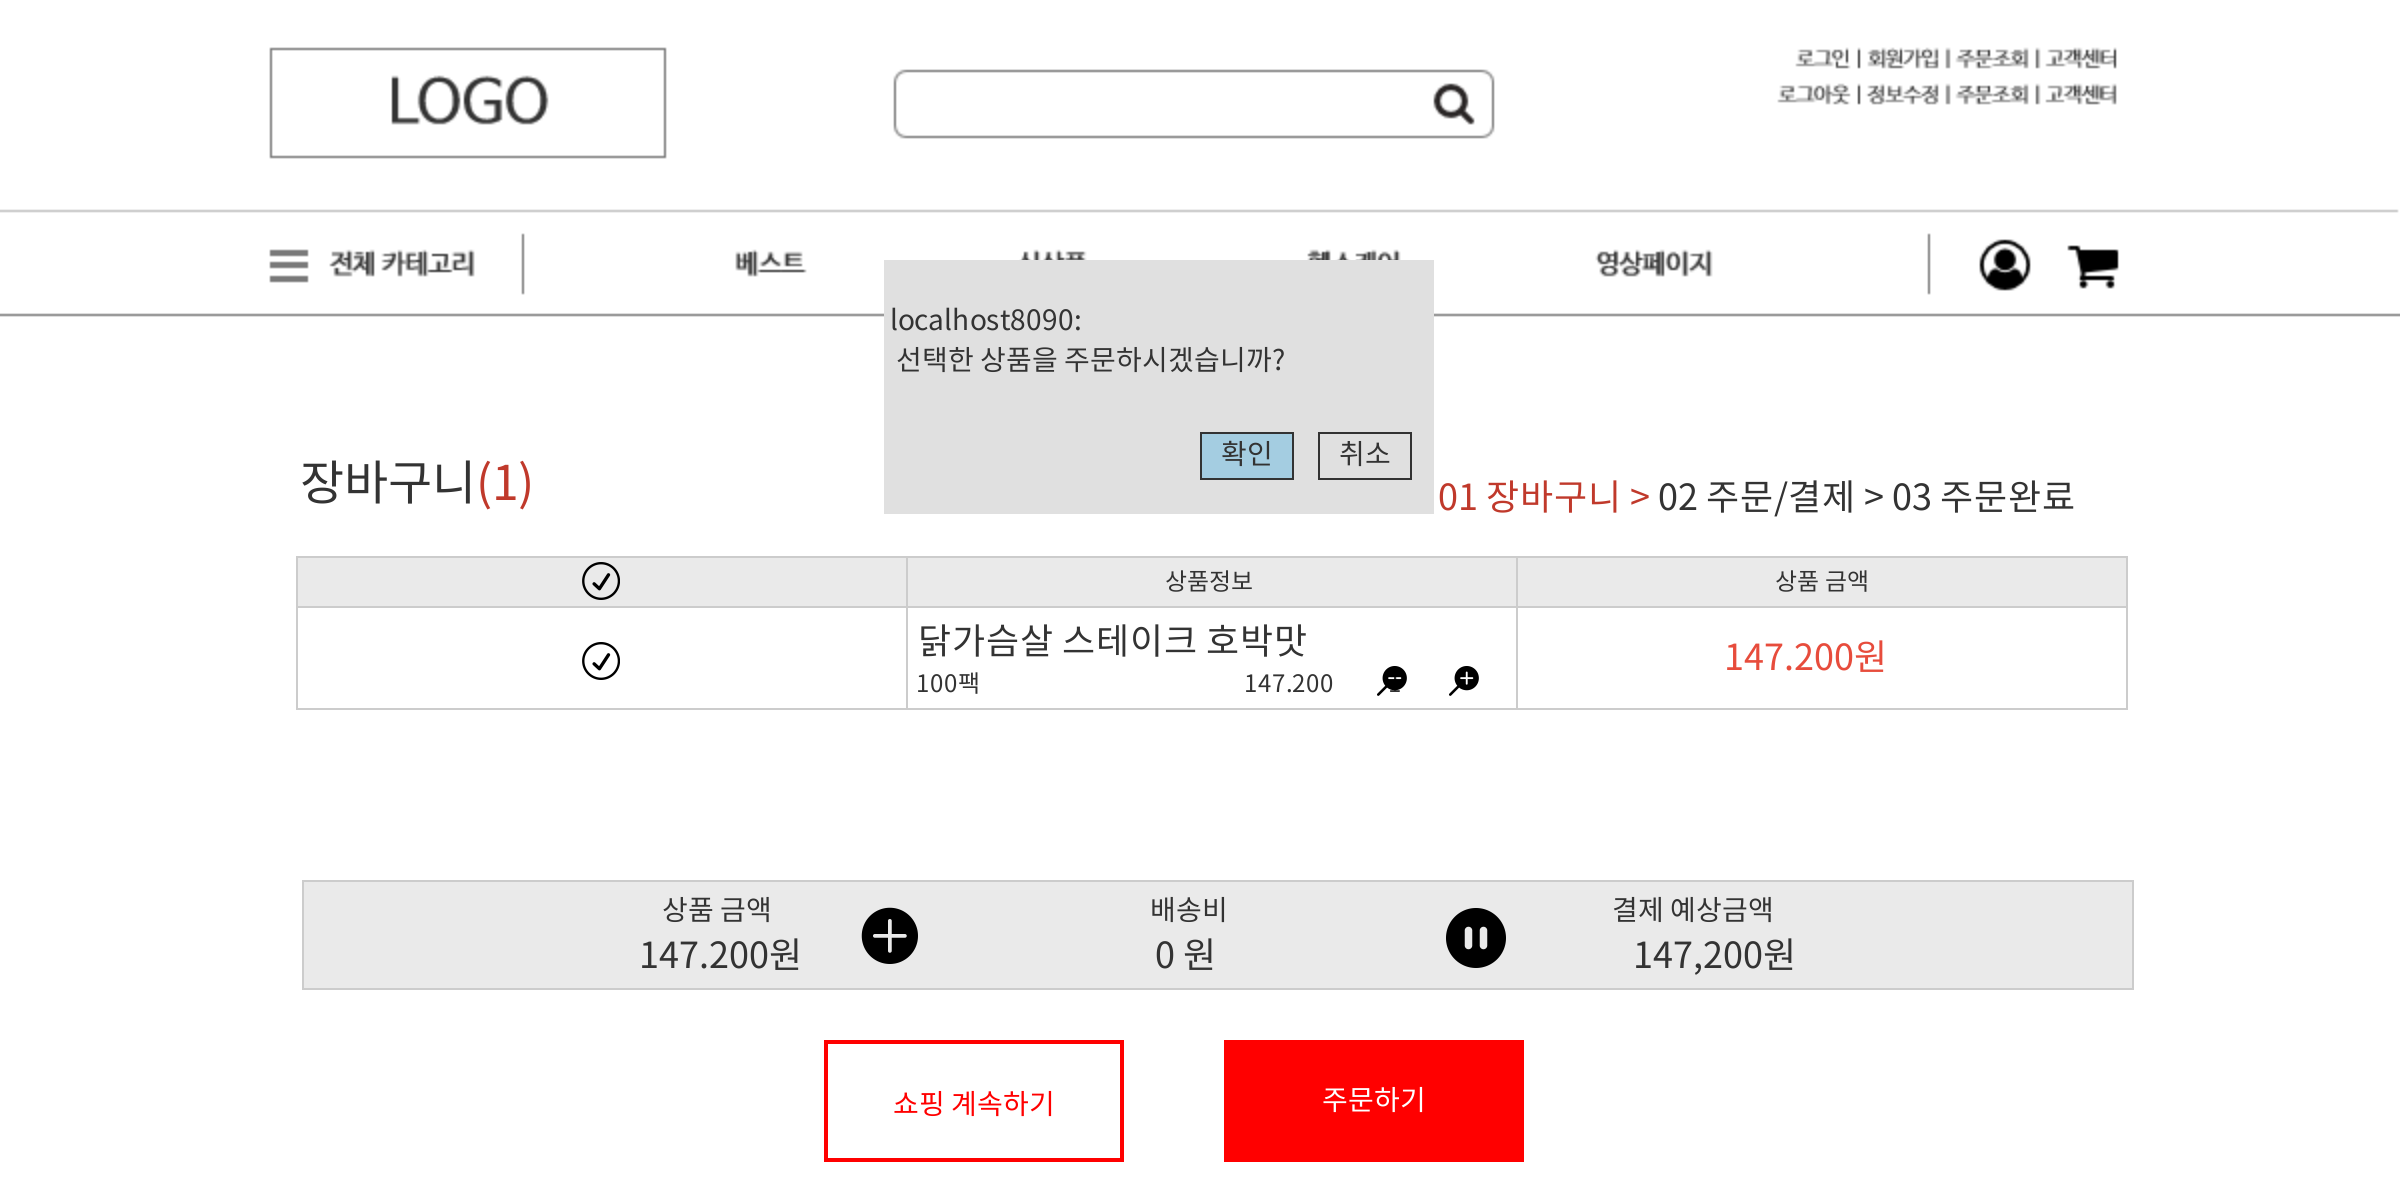 LOGO
로그인 | 회원가입 | 주문조회 | 고객센터
로그아웃 | 정보수정 | 주문조회 | 고객센터
전체 카테고리
베스트
영상페이지
localhost8090:
선택한 상품을 주문하시겠습니까?
확인
취소
장바구니(1)
01 장바구니 > 02 주문/결제 > 03 주문완료
상품정보
상품 금액
닭가슴살 스테이크 호박맛
100팩
147.200
147.200원
상품 금액
배송비
결제 예상금액
147.200원
0 원
147,200원
쇼핑 계속하기
주문하기